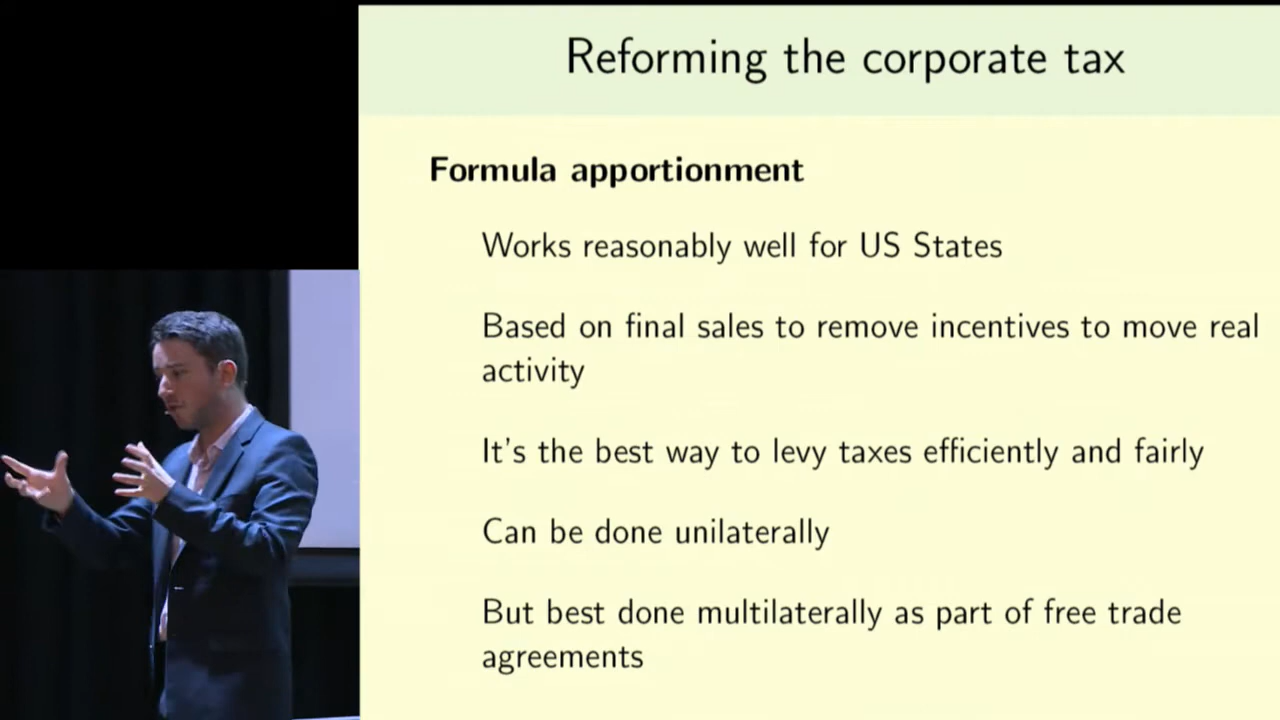 Reforming the corporate tax
Formula apportionment
Works reasonably well for US States
Based on final sales to remove incentives to move real
activity
It's the best way to levy taxes efficiently and fairly
Can be done unilaterally
But best done multilaterally as part of free trade
agreements